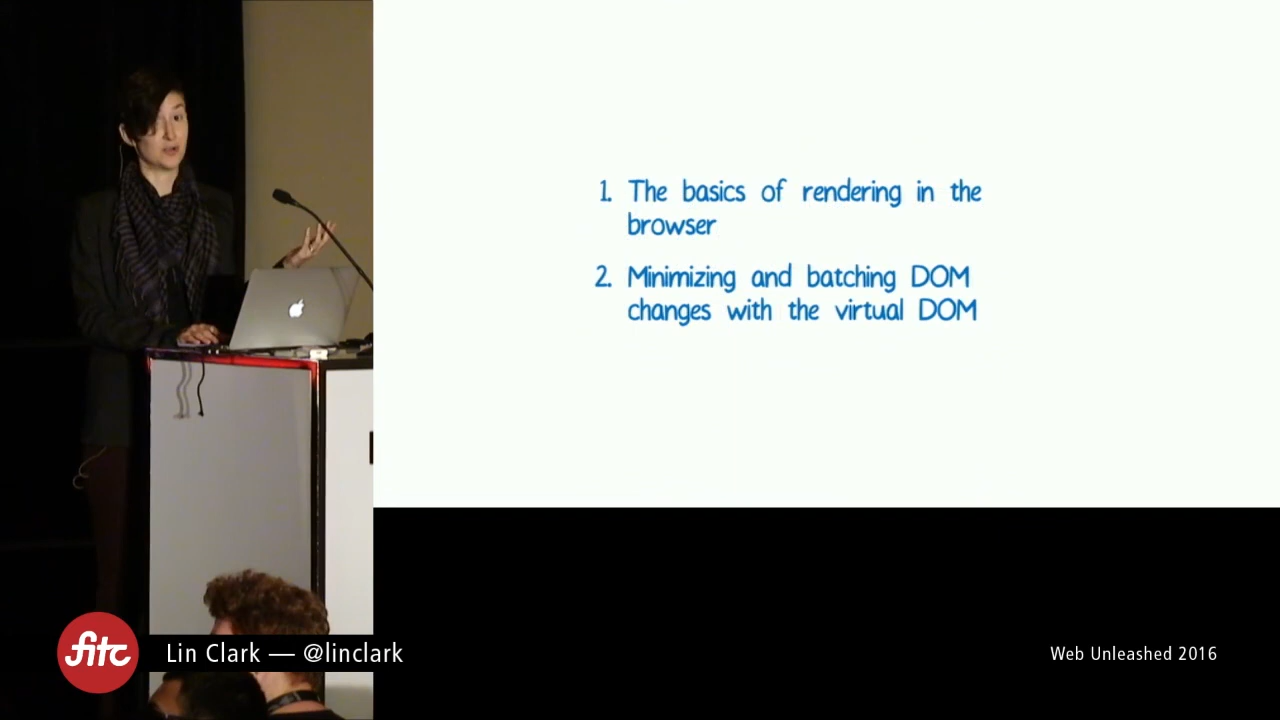 1. The basics of rendering in the
browser
2. Minimizing and batching DOM
changes with the virtual DOM
fitc
Lin Clark — @linclark
Web Unleashed 2016